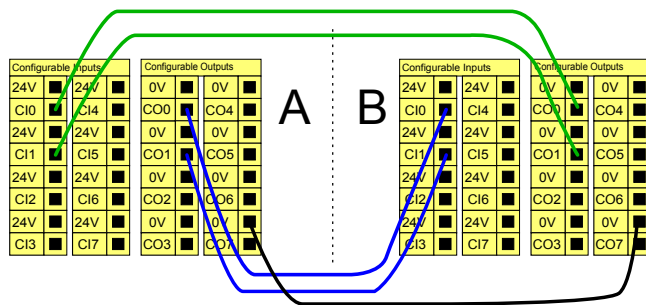 Configurable Inputs
24V 24V
CI0 CI4
24V 24V
CI1 CI5
24V 24V
CI2 CI6
24V 24V
CI3 CI7
Configurable Outputs
0V 0V
CO0 CO4
0V 0V
CO1 CO5
0V 0V
CO2 CO6
0V 0V
CO3 CO7
A
B
Configurable Inputs
24V 24V
CI0 CI4
24V 24V
CI1 CI5
24V 24V
CI2 CI6
24V 24V
CI3 CI7
Configurable Outputs
0V 0V
CO0 CO4
0V 0V
CO1 CO5
0V 0V
CO2 CO6
0V 0V
CO3 CO7